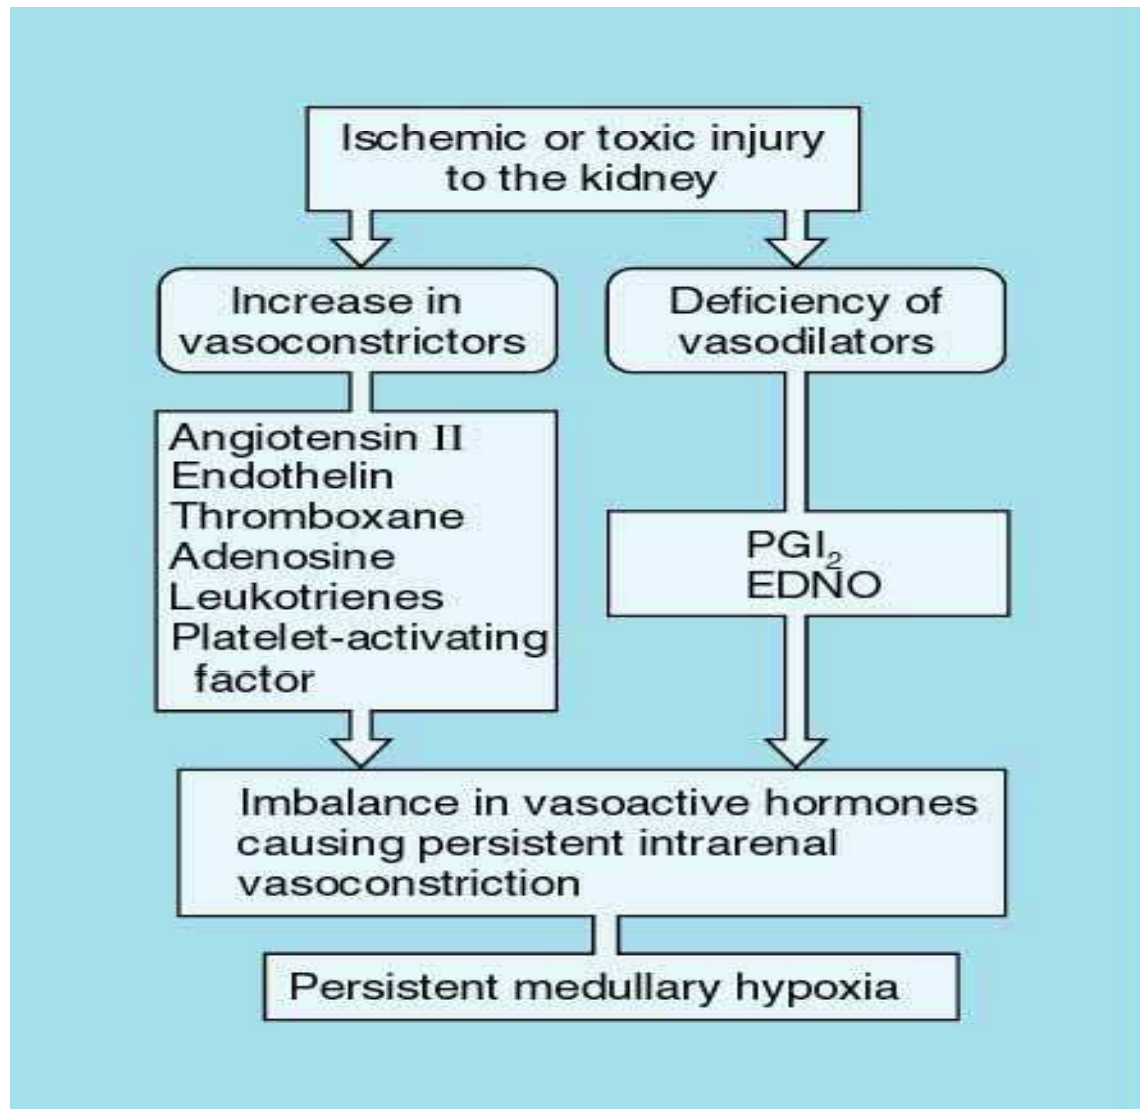 Ischemic or toxic injury
to the kidney
Increase in
vasoconstrictors
Deficiency of
vasodilators
Angiotensin II
Endothelin
Thromboxane
Adenosine
Leukotrienes
Platelet-activating
factor
PGI₂
EDNO
Imbalance in vasoactive hormones
causing persistent intrarenal
vasoconstriction
Persistent medullary hypoxia